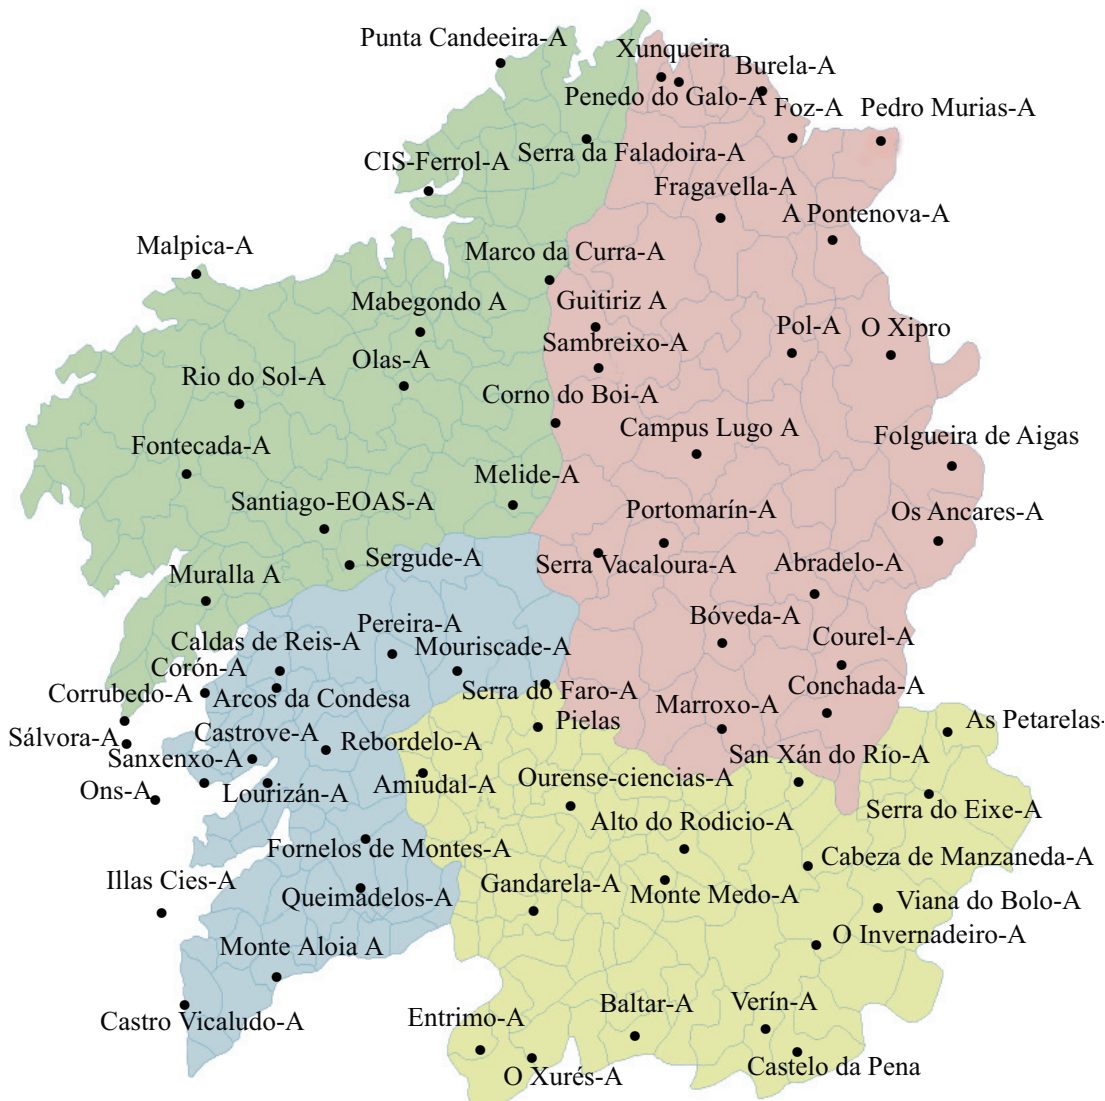 Punta Candeeira-A
Xunqueira
Burela-A
Penedo do Galo-A
Foz-A
Pedro Murias-A
Serra da Faladoira-A
CIS-Ferrol-A
Fragavella-A
A Pontenova-A
Malpica-A
Marco da Curra-A
Mabegondo A
Guitiriz A
Pol-A
O Xipro
Sambreixo-A
Olas-A
Rio do Sol-A
Corno do Boi-A
Campus Lugo A
Folgueira de Aigas
Fontecada-A
Melide-A
Santiago-EOAS-A
Portomarín-A
Os Ancares-A
Sergude-A
Serra Vacaloura-A
Abradelo-A
Muralla A
Pereira-A
Bóveda-A
Courel-A
Caldas de Reis-A
Mouriscade-A
Corón-A
Corrubedo-A
Arcos da Condesa
Serra do Faro-A
Conchada-A
Marroxo-A
Pielas
As Petarelas-
Sálvora-A
Castrove-A
Rebordelo-A
Sanxenxo-A
San Xán do Río-A
Ons-A
Lourizán-A
Amiudal-A
Ourense-ciencias-A
Serra do Eixe-A
Alto do Rodicio-A
Fornelos de Montes-A
Cabeza de Manzaneda-A
Illas Cies-A
Queimadelos-A
Gandarela-A
Monte Medo-A
Viana do Bolo-A
O Invernadeiro-A
Monte Aloia A
Castro Vicaludo-A
Entrimo-A
Baltar-A
Verín-A
O Xurés-A
Castelo da Pena